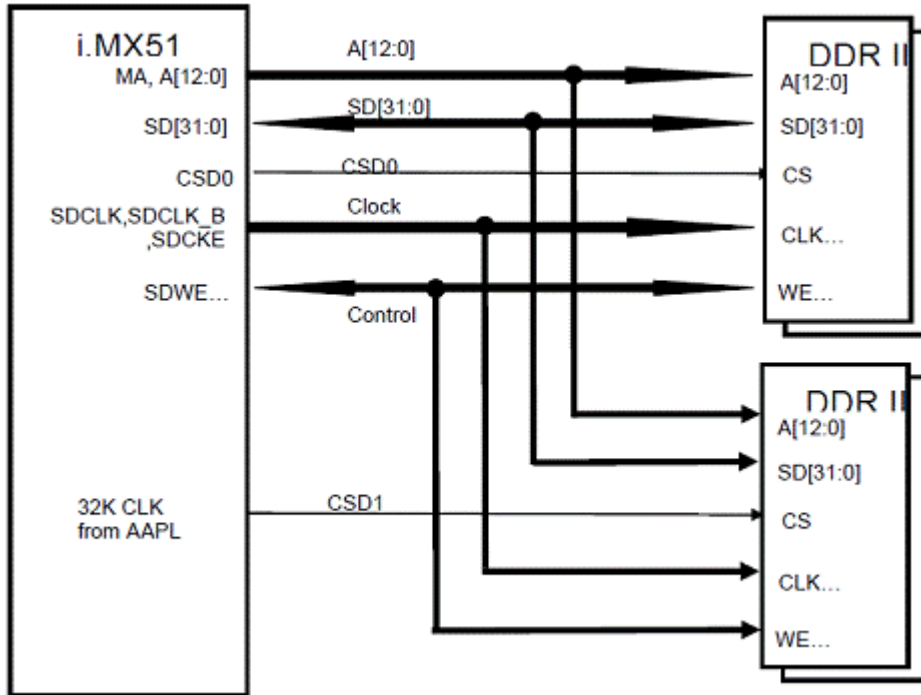 i.MX51
MA, A[12:0]
SD[31:0]
CSD0
SDCLK,SDCLK_B
,SDCKE
SDWE...
32K CLK
from AAPL
A[12:0]
SD[31:0]
CSD0
Clock
Control
CSD1
DDR II
A[12:0]
SD[31:0]
CS
CLK...
WE...
DDR II
A[12:0]
SD[31:0]
CS
CLK...
WE...